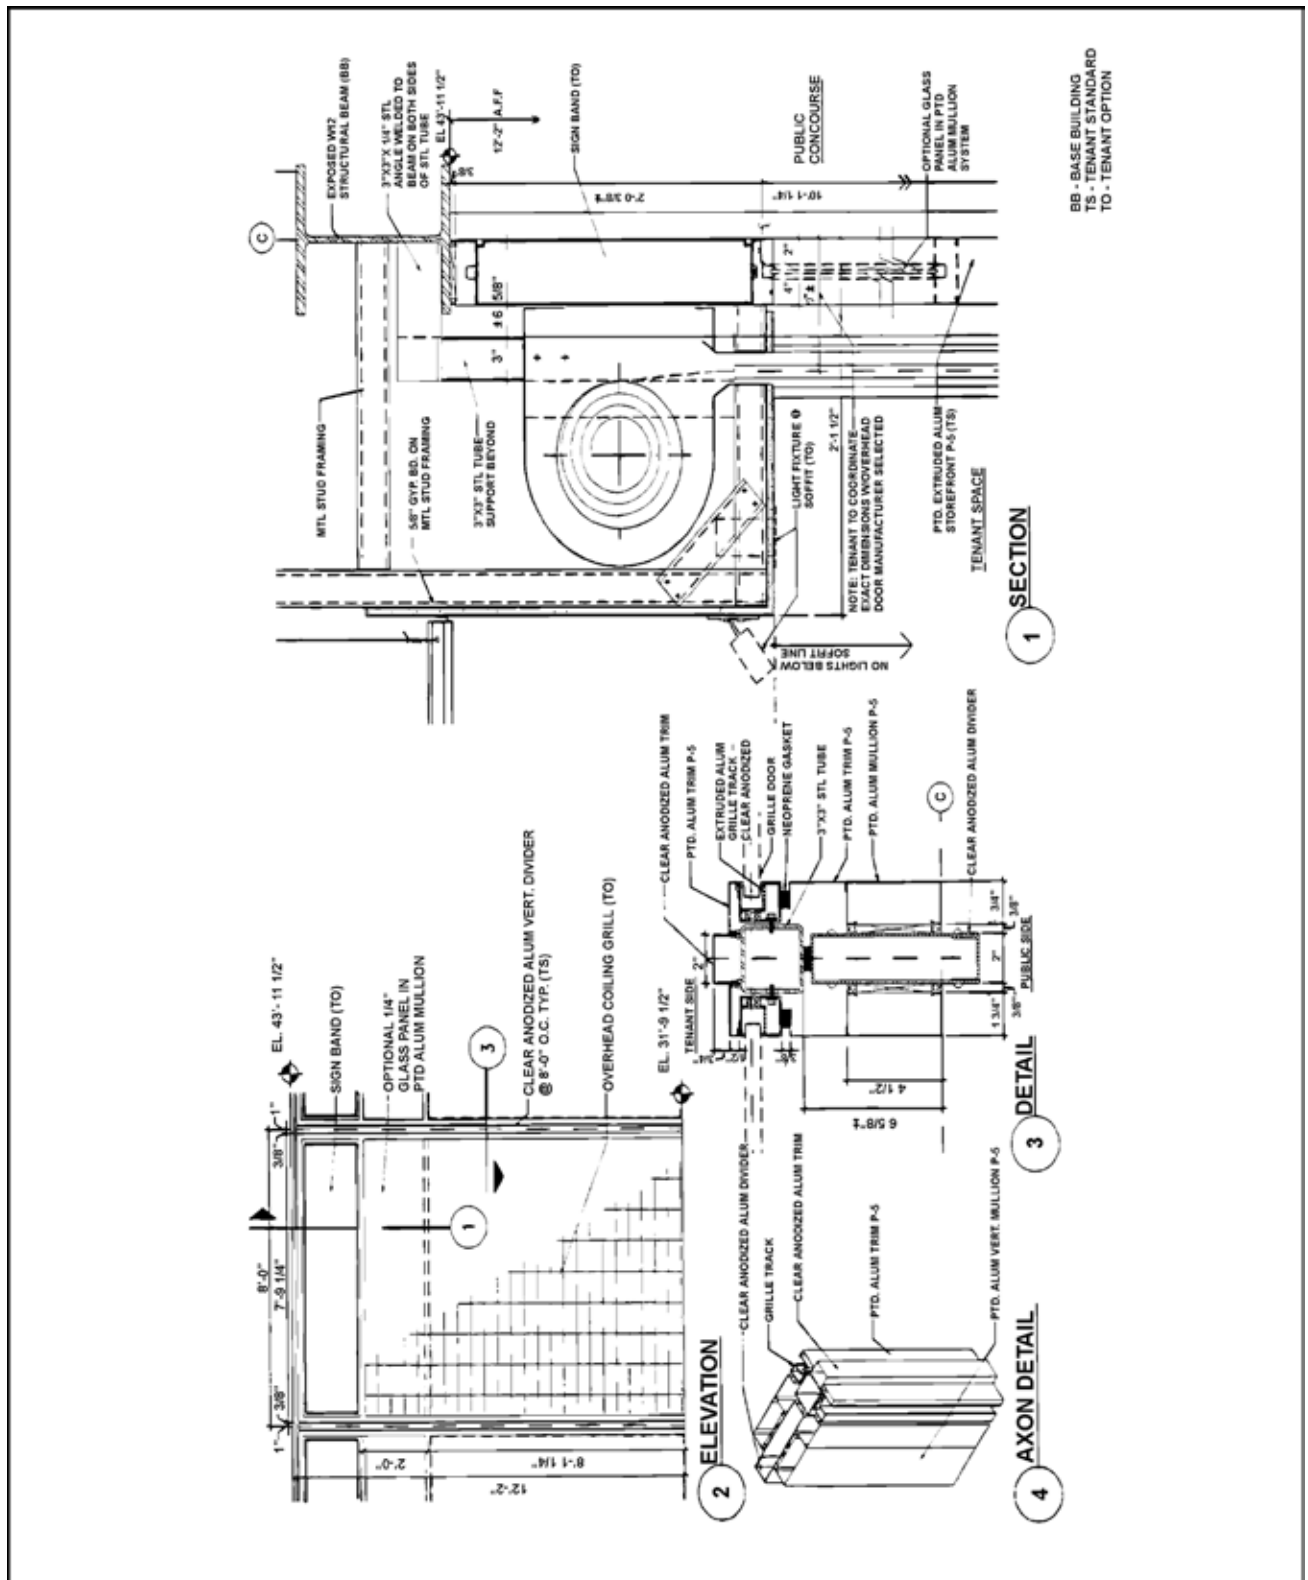 EL. 43'- 11 1/2"
SIGN BAND (TO)
OPTIONAL 1/4"
GLASS PANEL IN
PTD ALUM MULLION
3
CLEAR ANODIZED ALUM VERT. DIVIDER
@ 8'-0" O.C. TYP. (TS)
OVERHEAD COILING GRILL (TO)
EL. 31'-9 1/2"
1"
3/8"
8'-0"
7'-9 1/4"
3/8"
1"
1
2'-0"
8'-1 1/4"
12'-2"
2
ELEVATION
C
EXPOSED W12
STRUCTURAL BEAM (BB)
3"X3"X 1/4" STL
ANGLE WELDED TO
BEAM ON BOTH SIDES
OF STL TUBE
EL 43'-11 1/2"
12'-2" A.F.F
SIGN BAND (TO)
PUBLIC
CONCOURSE
OPTIONAL GLASS
PANEL IN PTD
ALUM MULLION
SYSTEM
2'-0 3/8"±
10'-1 1/4"
MTL STUD FRAMING
5/8" GYP. BD. ON
MTL STUD FRAMING
3"X3" STL TUBE
SUPPORT BEYOND
3"
±6 5/8"
4"
2"
LIGHT FIXTURE @
SOFFIT (TO)
2'-1 1/2"
NOTE: TENANT TO COORDINATE
EXACT DIMENSIONS W/OVERHEAD
DOOR MANUFACTURER SELECTED
PTD. EXTRUDED ALUM
STOREFRONT P-5 (TS)
TENANT SPACE
NO LIGHTS BELOW
SOFFIT LINE
1
SECTION
BB - BASE BUILDING
TS - TENANT STANDARD
TO - TENANT OPTION
CLEAR ANODIZED ALUM TRIM
PTD. ALUM TRIM P-5
EXTRUDED ALUM
GRILLE TRACK -
CLEAR ANODIZED
GRILLE DOOR
NEOPRENE GASKET
3"X3" STL TUBE
PTD. ALUM TRIM P-5
PTD. ALUM MULLION P-5
C
CLEAR ANODIZED ALUM DIVIDER
TENANT SIDE
2"
PUBLIC SIDE
1 3/4"
3/8"
2"
3/8"
3/4"
4 1/2"
6 5/8"±
3
DETAIL
CLEAR ANODIZED ALUM DIVIDER
GRILLE TRACK
CLEAR ANODIZED ALUM TRIM
PTD. ALUM TRIM P-5
PTD. ALUM VERT. MULLION P-5
4
AXON DETAIL